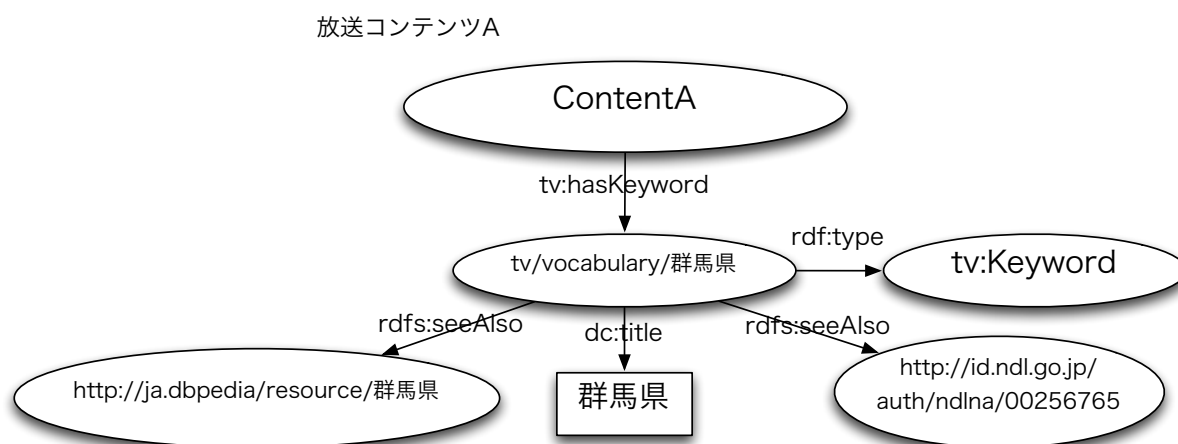 放送コンテンツA
ContentA
tv:hasKeyword
rdf:type
tv/vocabulary/群馬県
tv:Keyword
rdfs:seeAlso
dc:title
rdfs:seeAlso
http://ja.dbpedia/resource/群馬県
群馬県
http://id.ndl.go.jp/
auth/ndlna/00256765